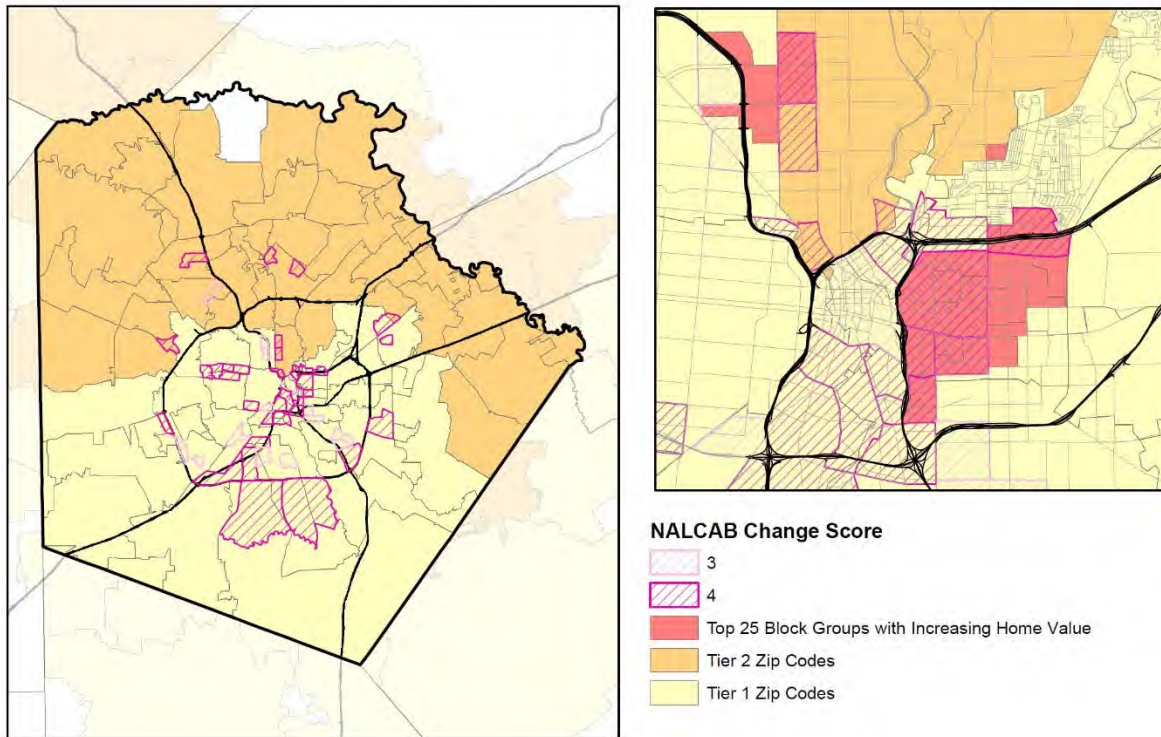 NALCAB Change Score
3
4
Top 25 Block Groups with Increasing Home Value
Tier 2 Zip Codes
Tier 1 Zip Codes